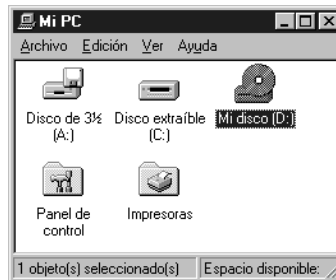 Mi PC
Archivo Edición Ver Ayuda
Disco de 3½ (A:)
Disco extraíble (C:)
Mi disco (D:)
Panel de control
Impresoras
1 objeto(s) seleccionado(s) Espacio disponible: